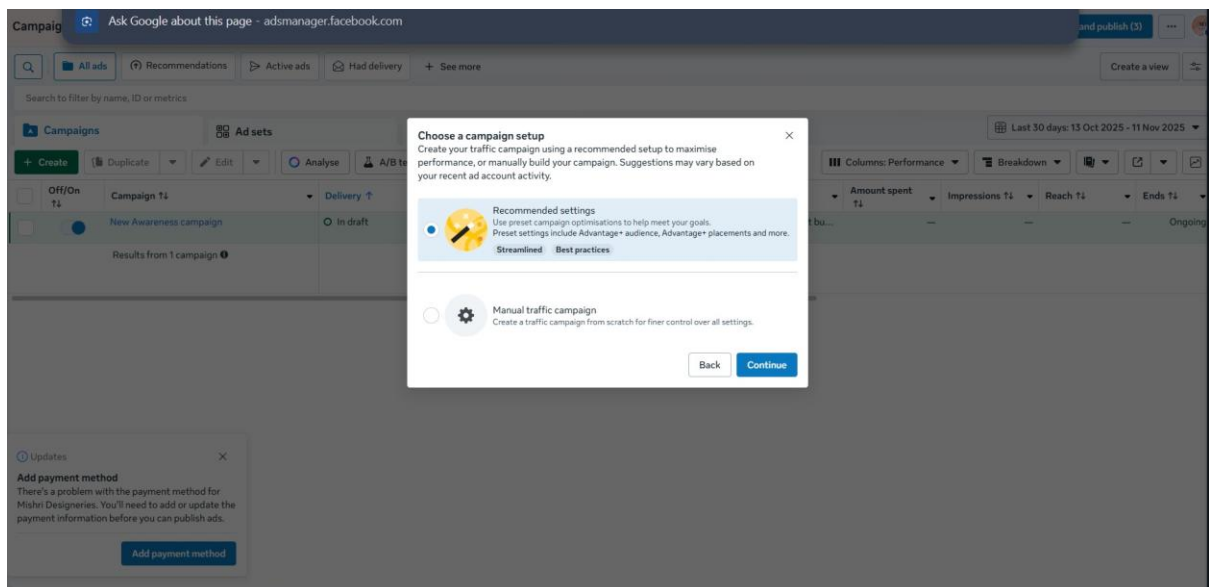 Campaig
Ask Google about this page - adsmanager.facebook.com
and publish (3)
All ads
Recommendations
Active ads
Had delivery
+ See more
Create a view
Search to filter by name, ID or metrics
Campaigns
Ad sets
Last 30 days: 13 Oct 2025 - 11 Nov 2025
+ Create
Duplicate
Edit
Analyse
A/B te
Columns: Performance
Breakdown
Off/On
Campaign
Delivery
Amount spent
Impressions
Reach
Ends
New Awareness campaign
In draft
t bu...
—
—
—
Ongoing
Results from 1 campaign
Choose a campaign setup
Create your traffic campaign using a recommended setup to maximise
performance, or manually build your campaign. Suggestions may vary based on
your recent ad account activity.
Recommended settings
Use preset campaign optimisations to help meet your goals.
Preset settings include Advantage+ audience, Advantage+ placements and more.
Streamlined Best practices
Manual traffic campaign
Create a traffic campaign from scratch for finer control over all settings.
Back
Continue
Updates
Add payment method
There's a problem with the payment method for
Mishri Designeries. You'll need to add or update the
payment information before you can publish ads.
Add payment method